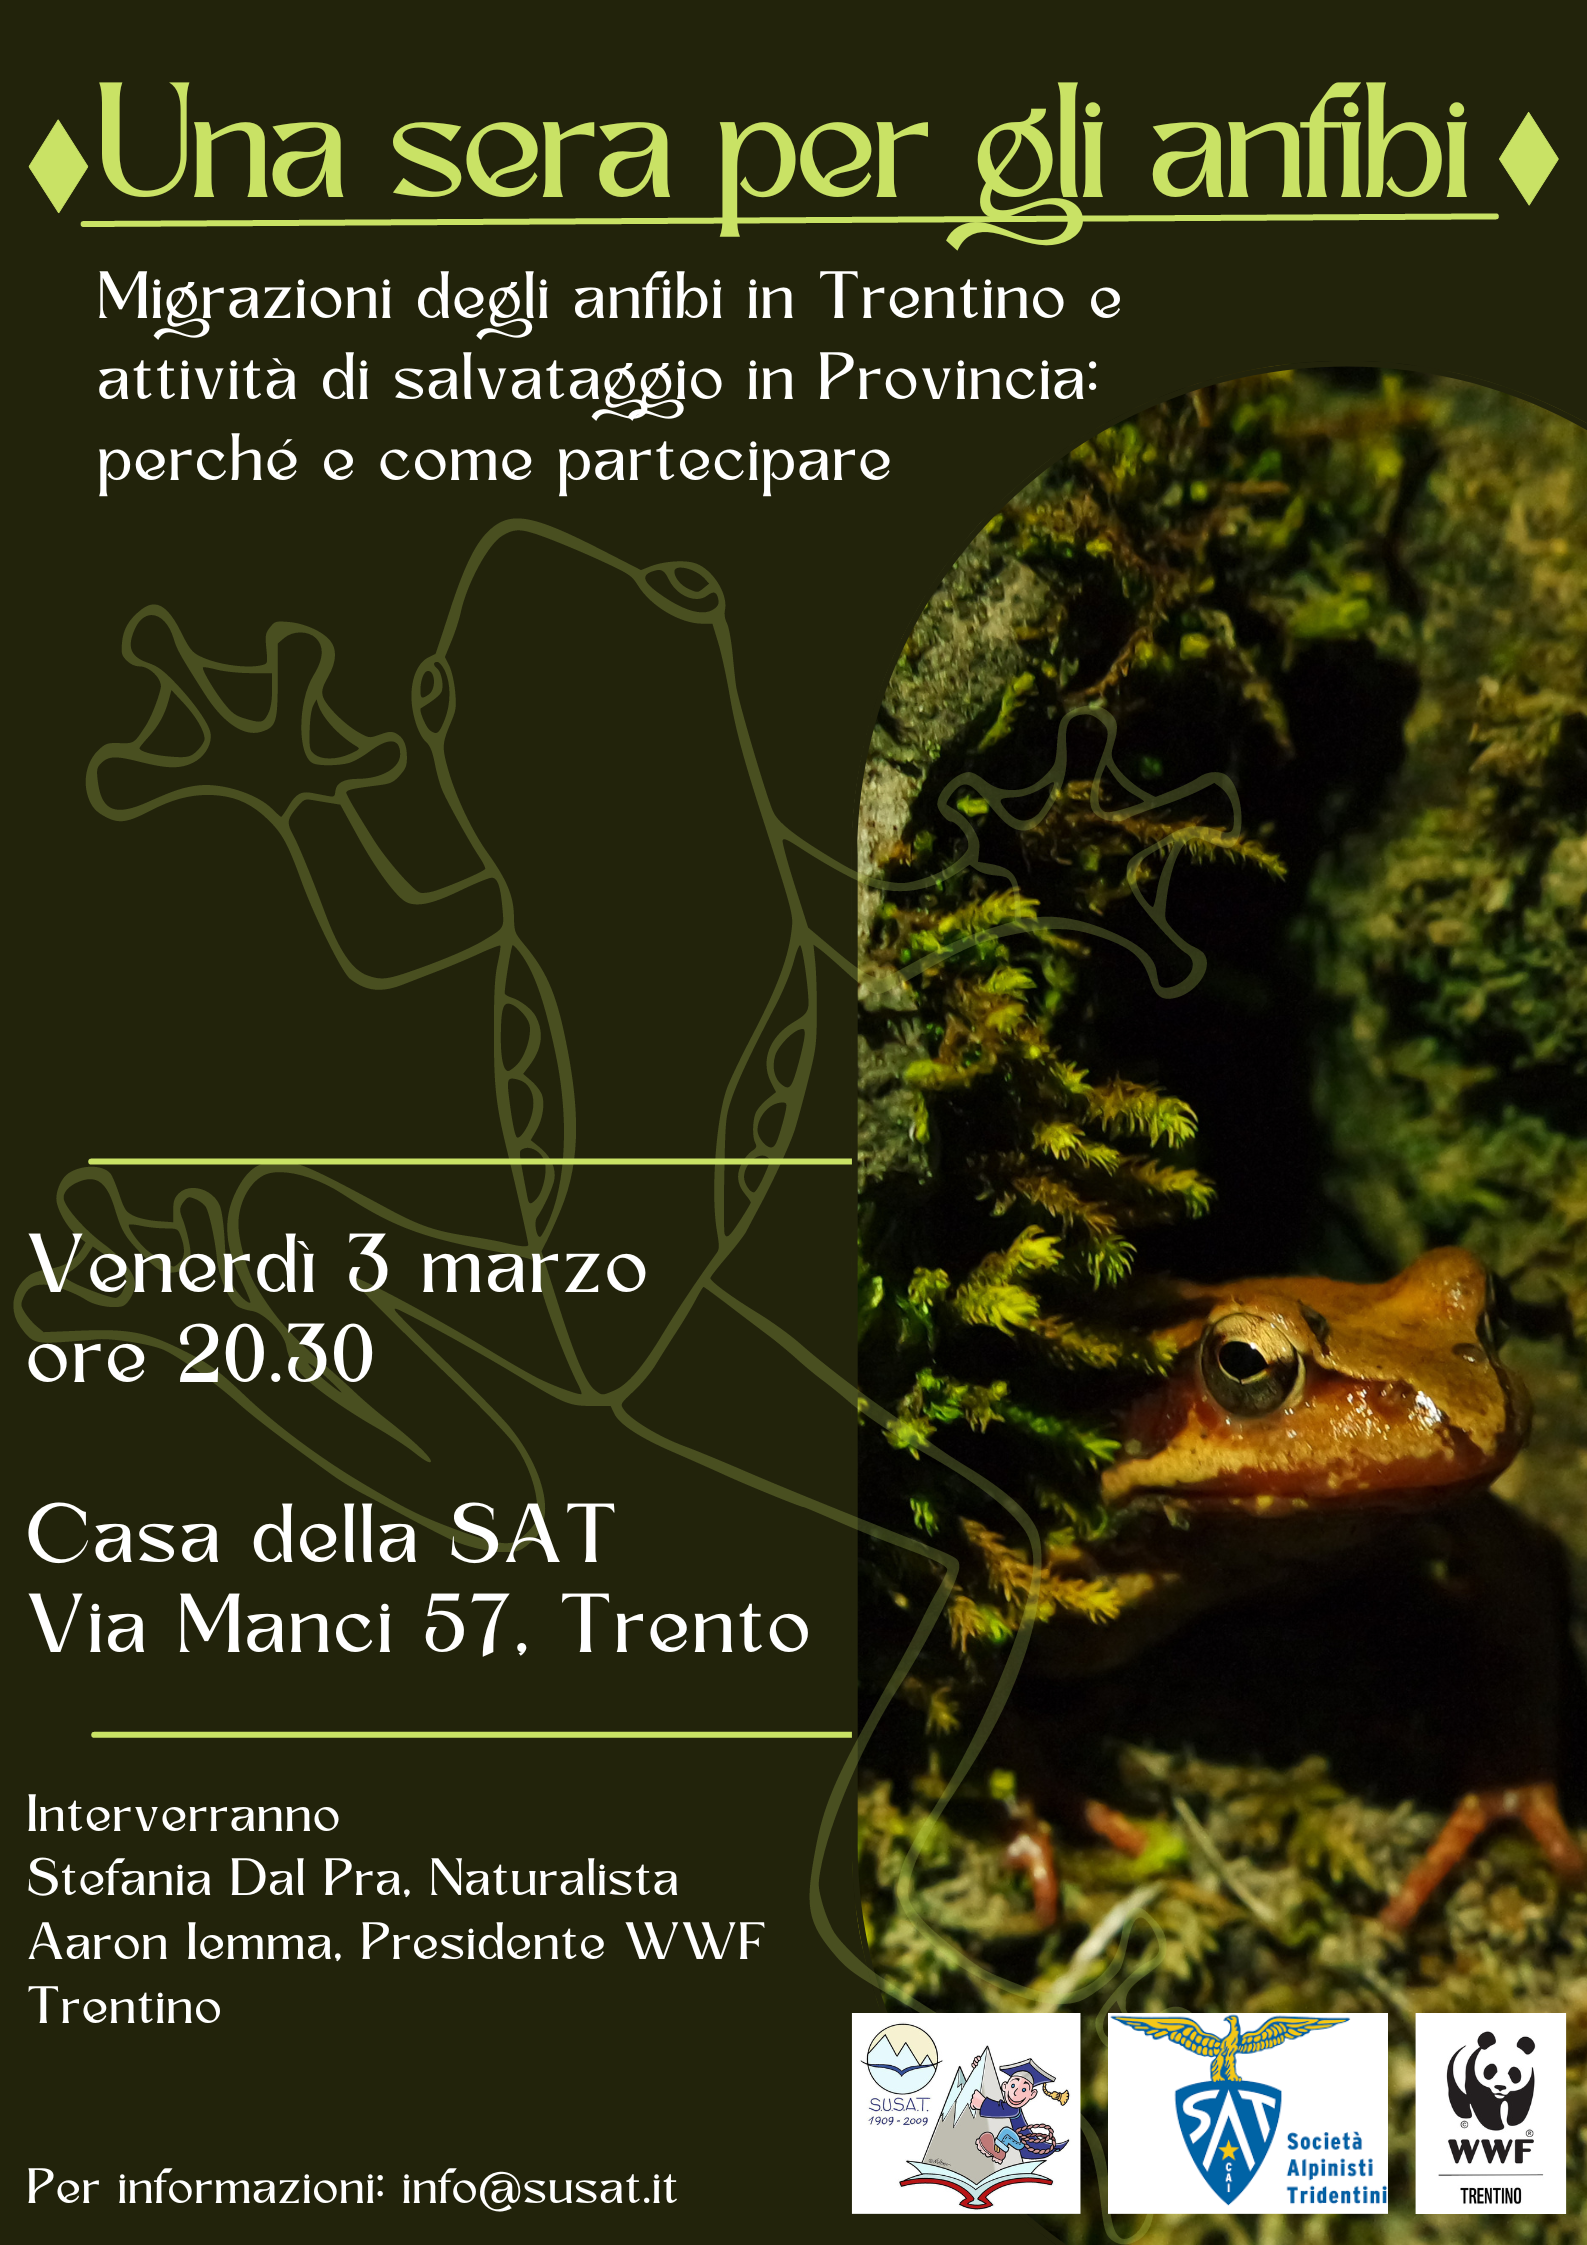 Una sera per gli anfibi
Migrazioni degli anfibi in Trentino e
attività di salvataggio in Provincia:
perché e come partecipare
Venerdì 3 marzo
ore 20.30
Casa della SAT
Via Manci 57, Trento
Interverranno
Stefania Dal Pra, Naturalista
Aaron Iemma, Presidente WWF
Trentino
Per informazioni: info@susat.it
S.U.S.A.T.
1909 - 2009
SAT
CAI
Società
Alpinisti
Tridentini
©
®
WWF
TRENTINO